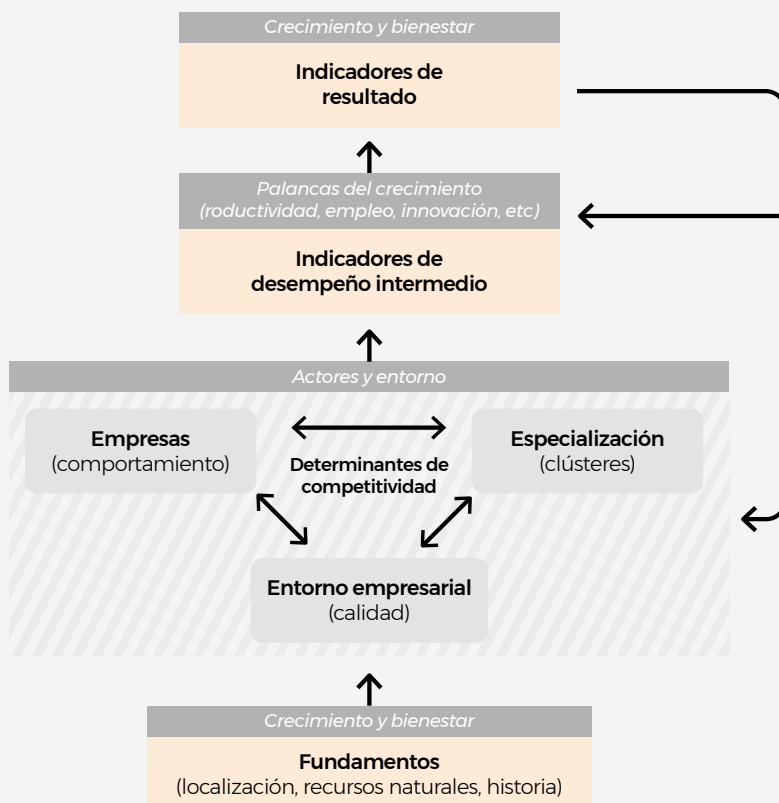 Crecimiento y bienestar
Indicadores de
resultado
Palancas del crecimiento
(roductividad, empleo, innovación, etc)
Indicadores de
desempeño intermedio
Actores y entorno
Empresas
(comportamiento)
Determinantes de
competitividad
Especialización
(clústeres)
Entorno empresarial
(calidad)
Crecimiento y bienestar
Fundamentos
(localización, recursos naturales, historia)